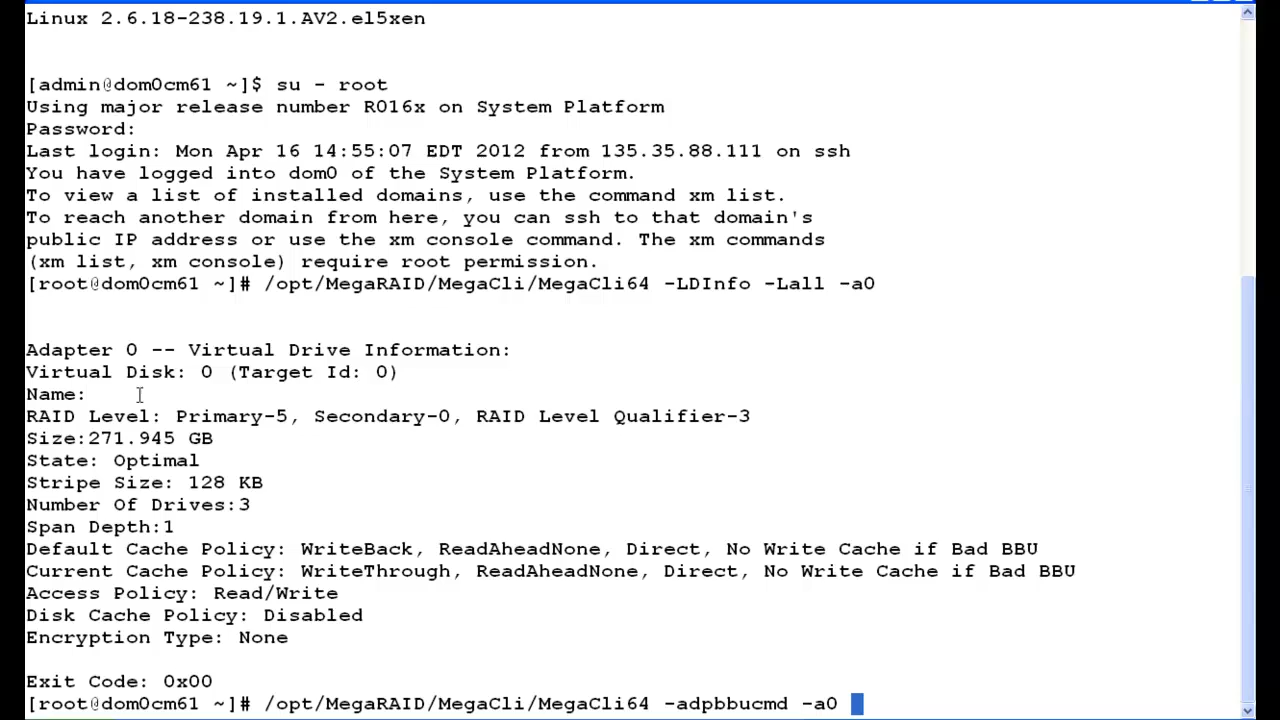 Linux 2.6.18-238.19.1.AV2.el5xen
[admin@dom0cm61 ~]$ su - root
Using major release number R016x on System Platform
Password:
Last login: Mon Apr 16 14:55:07 EDT 2012 from 135.35.88.111 on ssh
You have logged into dom0 of the System Platform.
To view a list of installed domains, use the command xm list.
To reach another domain from here, you can ssh to that domain's
public IP address or use the xm console command. The xm commands
(xm list, xm console) require root permission.
[root@dom0cm61 ~]# /opt/MegaRAID/MegaCli/MegaCli64 -LDInfo -Lall -a0
Adapter 0 -- Virtual Drive Information:
Virtual Disk: 0 (Target Id: 0)
Name:
RAID Level: Primary-5, Secondary-0, RAID Level Qualifier-3
Size:271.945 GB
State: Optimal
Stripe Size: 128 KB
Number Of Drives:3
Span Depth:1
Default Cache Policy: WriteBack, ReadAheadNone, Direct, No Write Cache if Bad BBU
Current Cache Policy: WriteThrough, ReadAheadNone, Direct, No Write Cache if Bad BBU
Access Policy: Read/Write
Disk Cache Policy: Disabled
Encryption Type: None
Exit Code: 0x00
[root@dom0cm61 ~]# /opt/MegaRAID/MegaCli/MegaCli64 -adpbbucmd -a0